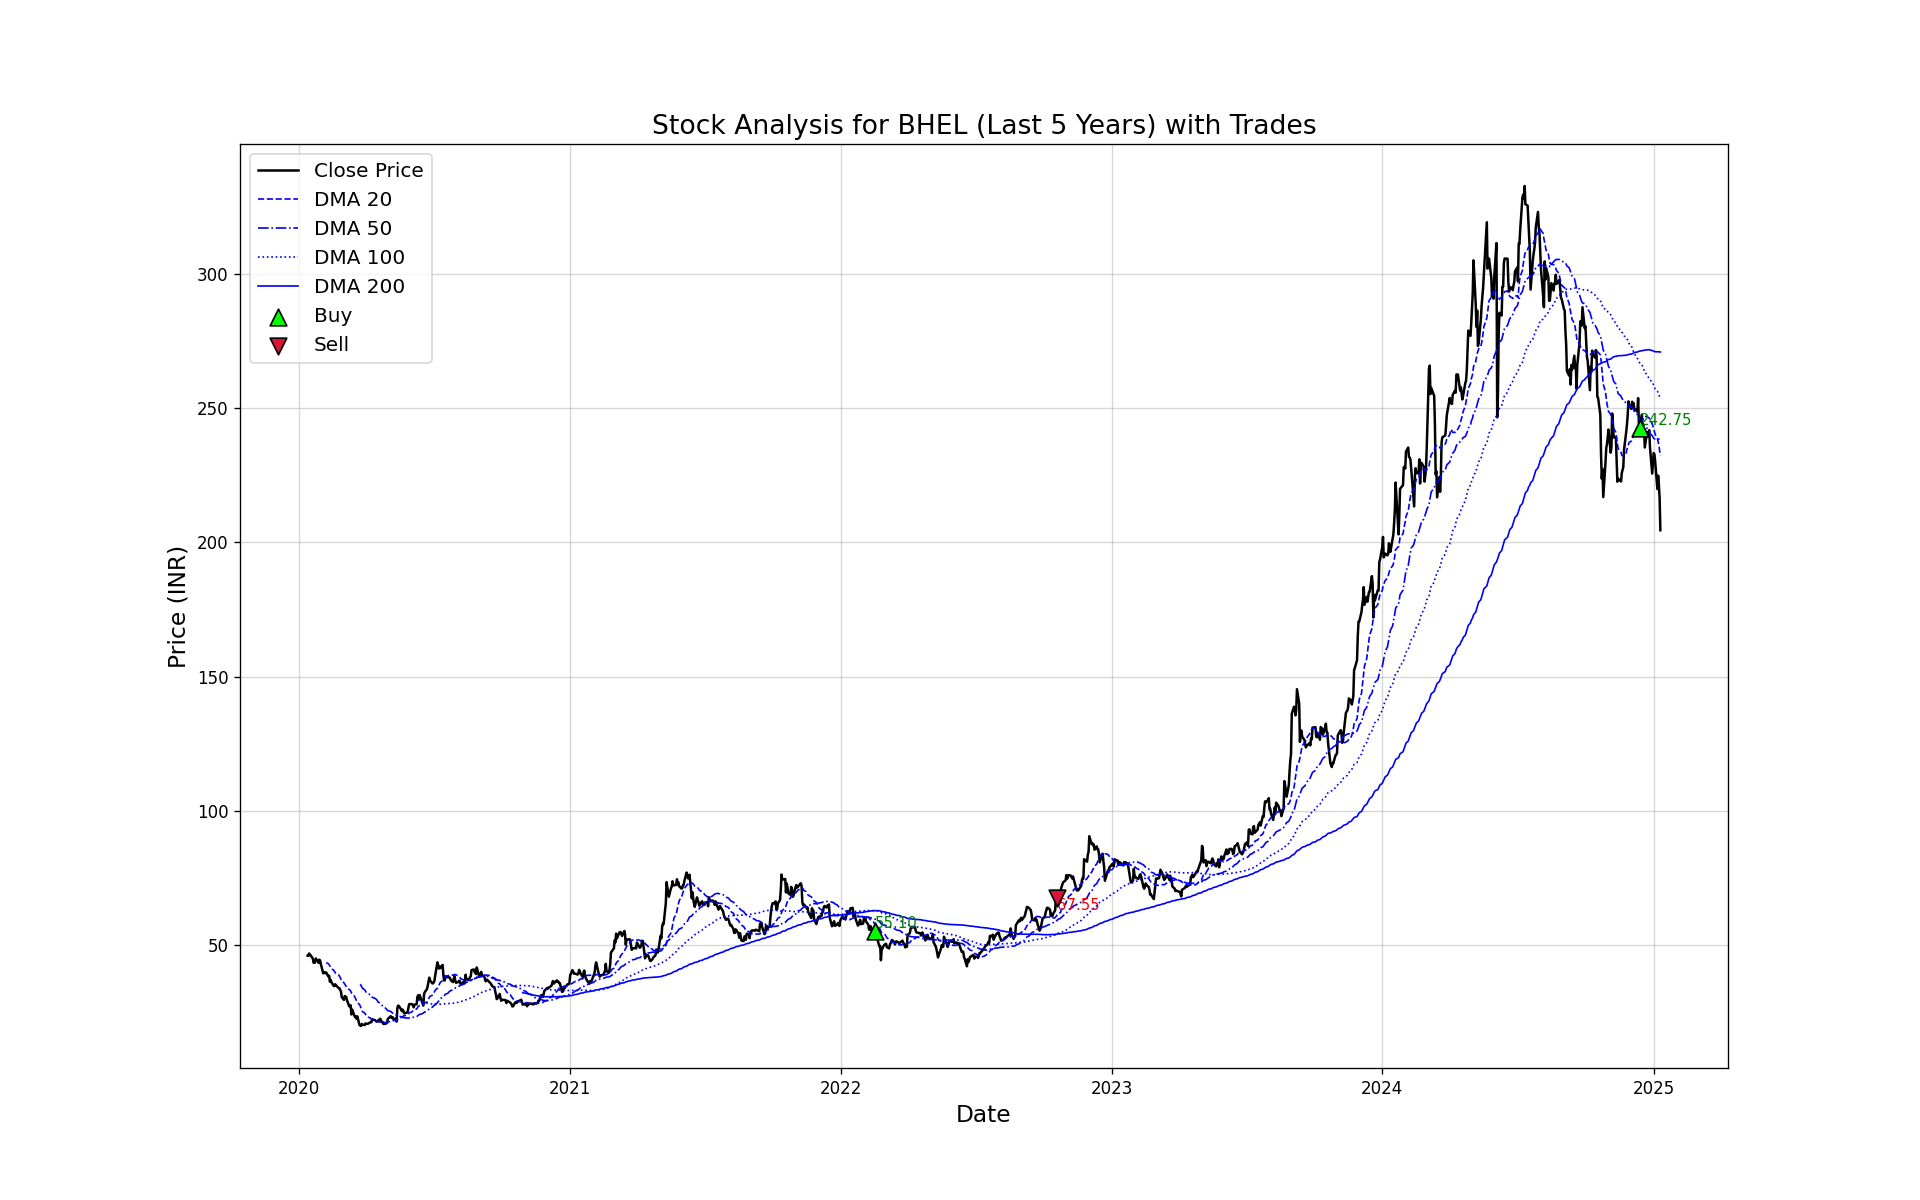 Stock Analysis for BHEL (Last 5 Years) with Trades
Close Price
DMA 20
DMA 50
DMA 100
DMA 200
Buy
Sell
Price (INR)
300
250
200
150
100
50
242.75
67.55
55.10
2020
2021
2022
2023
2024
2025
Date